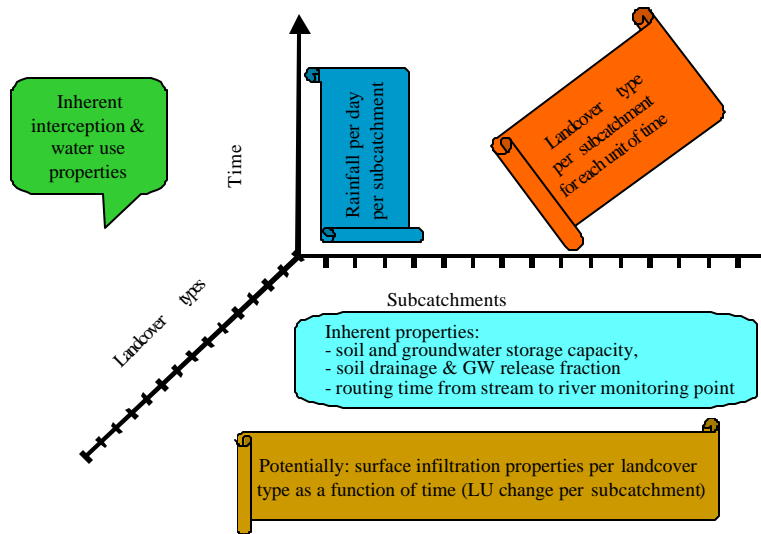 Inherent
interception &
water use
properties
Time
Rainfall per day
per subcatchment
Landcover type
per subcatchment
for each unit of time
Landcover types
Subcatchments
Inherent properties:
- soil and groundwater storage capacity,
- soil drainage & GW release fraction
- routing time from stream to river monitoring point
Potentially: surface infiltration properties per landcover
type as a function of time (LU change per subcatchment)